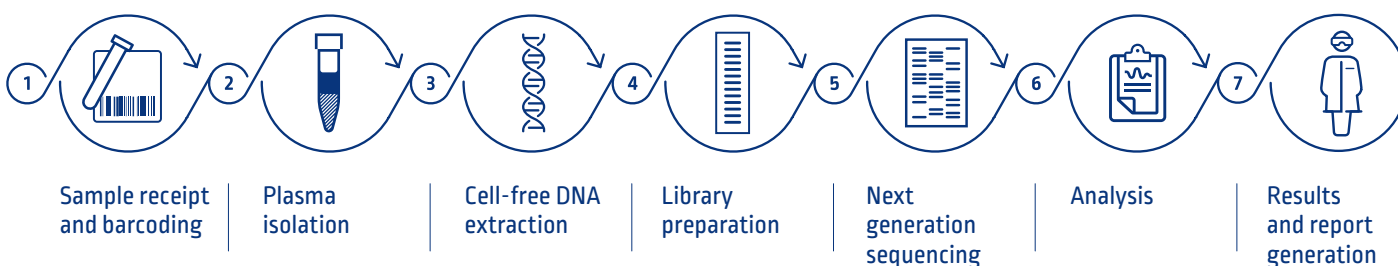 1
2
3
4
5
6
7
Sample receipt
and barcoding
Plasma
isolation
Cell-free DNA
extraction
Library
preparation
Next
generation
sequencing
Analysis
Results
and report
generation